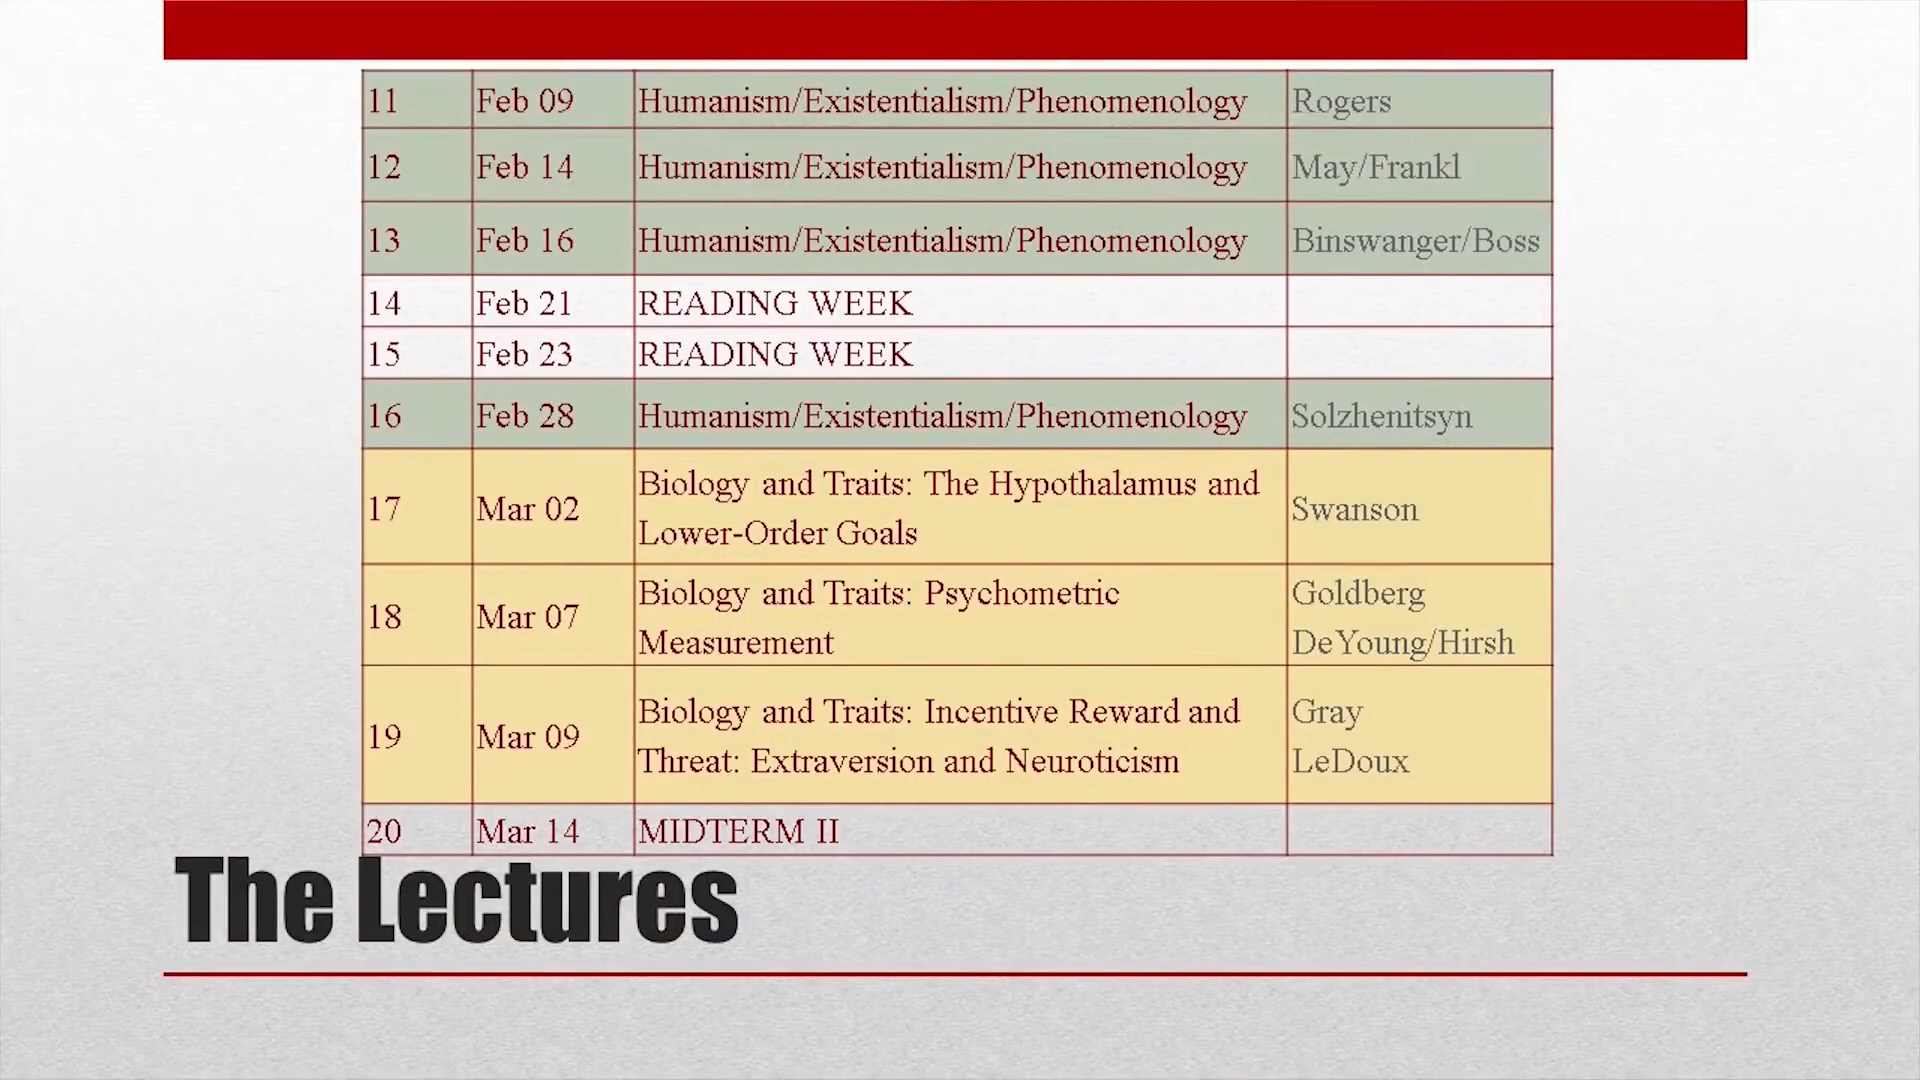 11 Feb 09 Humanism/Existentialism/Phenomenology Rogers
12 Feb 14 Humanism/Existentialism/Phenomenology May/Frankl
13 Feb 16 Humanism/Existentialism/Phenomenology Binswanger/Boss
14 Feb 21 READING WEEK
15 Feb 23 READING WEEK
16 Feb 28 Humanism/Existentialism/Phenomenology Solzhenitsyn
17 Mar 02 Biology and Traits: The Hypothalamus and
Lower-Order Goals Swanson
18 Mar 07 Biology and Traits: Psychometric
Measurement Goldberg
DeYoung/Hirsh
19 Mar 09 Biology and Traits: Incentive Reward and
Threat: Extraversion and Neuroticism Gray
LeDoux
20 Mar 14 MIDTERM II
The Lectures